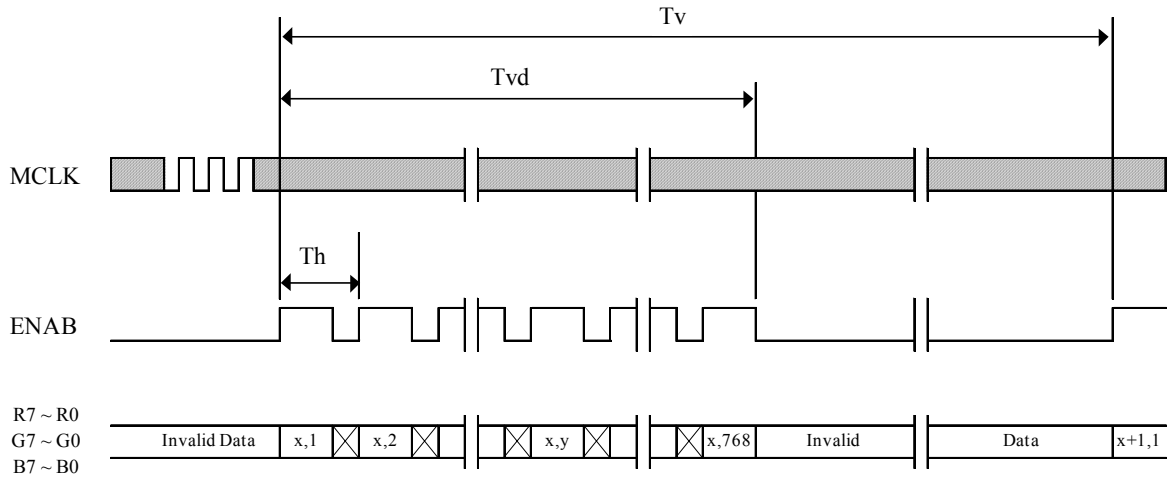 Tv
Tvd
MCLK
Th
ENAB
R7 ~ R0
G7 ~ G0
B7 ~ B0
Invalid Data
x,1
x,2
x,y
x,768
Invalid
Data
x+1,1